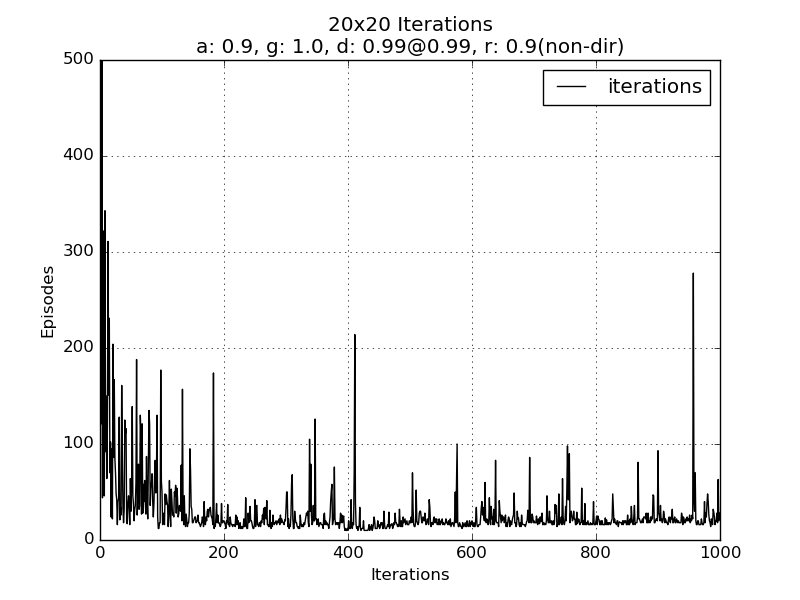 20x20 Iterations
a: 0.9, g: 1.0, d: 0.99@0.99, r: 0.9(non-dir)
iterations
500
400
300
200
100
0
Episodes
0 200 400 600 800 1000
Iterations